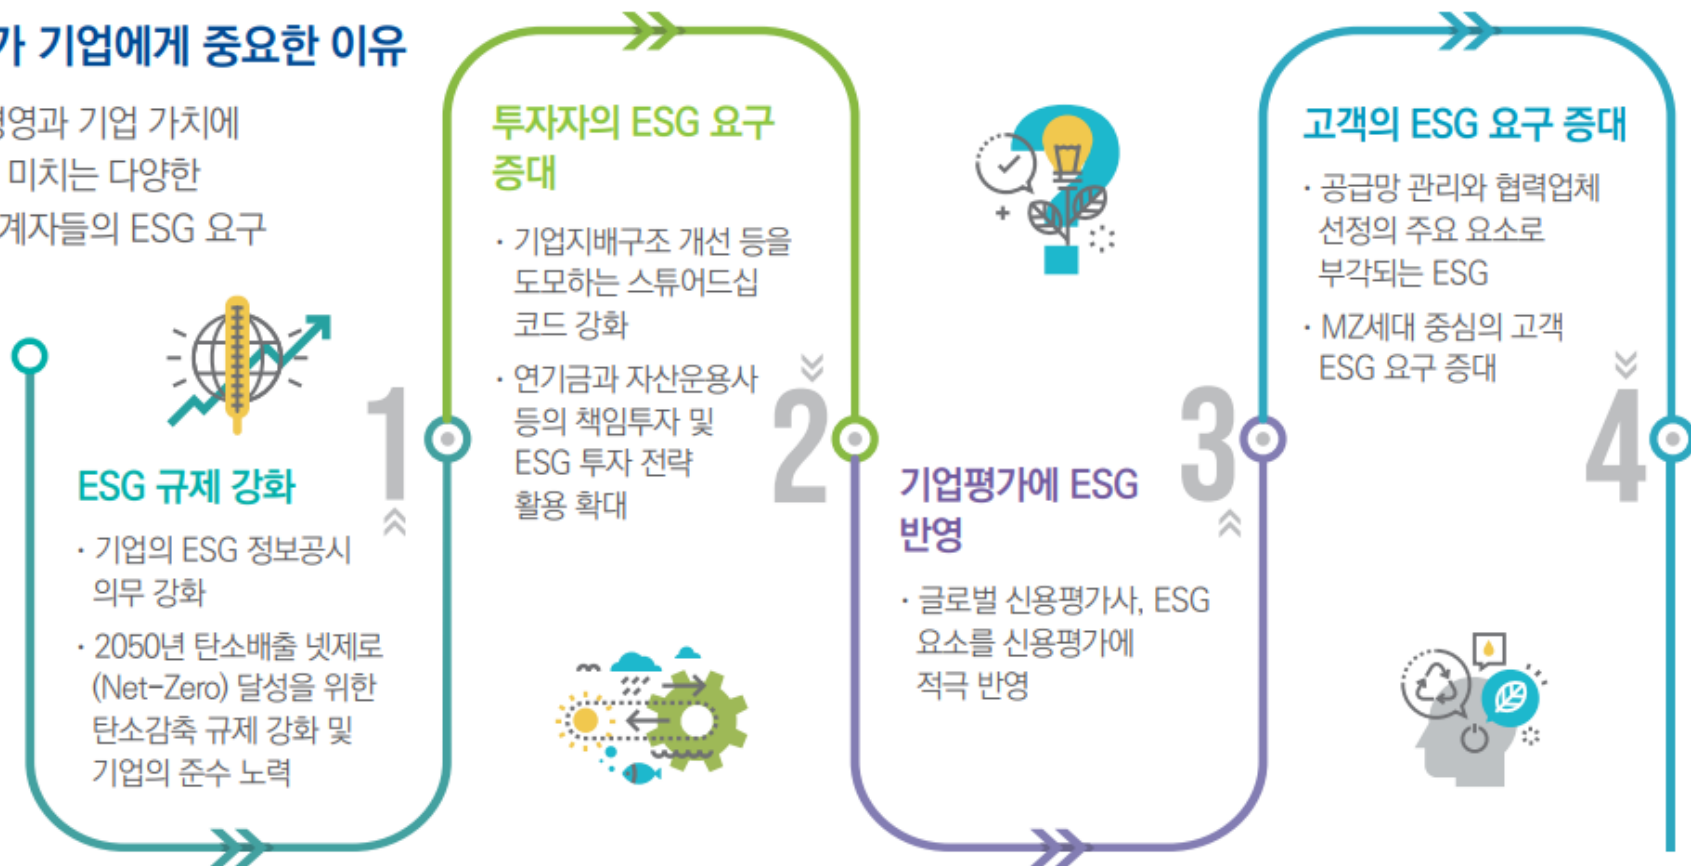 가 기업에게 중요한 이유
경영과 기업 가치에
미치는 다양한
계자들의 ESG 요구
1
ESG 규제 강화
· 기업의 ESG 정보공시
의무 강화
· 2050년 탄소배출 넷제로
(Net-Zero) 달성을 위한
탄소감축 규제 강화 및
기업의 준수 노력
투자자의 ESG 요구
증대
· 기업지배구조 개선 등을
도모하는 스튜어드십
코드 강화
· 연기금과 자산운용사
등의 책임투자 및
ESG 투자 전략
활용 확대
2
기업평가에 ESG
반영
· 글로벌 신용평가사, ESG
요소를 신용평가에
적극 반영
3
고객의 ESG 요구 증대
· 공급망 관리와 협력업체
선정의 주요 요소로
부각되는 ESG
· MZ세대 중심의 고객
ESG 요구 증대
4